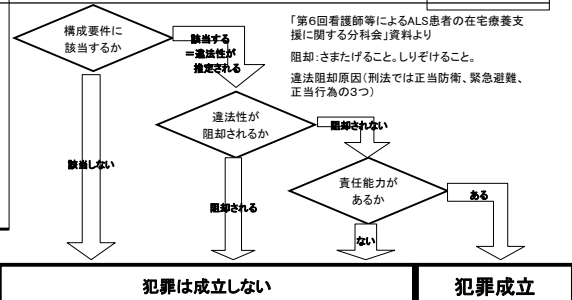 「第6回看護師等によるALS患者の在宅療養支
援に関する分科会」資料より
阻却:さまたげること。しりぞけること。
違法阻却原因(刑法では正当防衛、緊急避難、
正当行為の3つ)
構成要件に
該当するか
該当する
=違法性が
推定される
違法性が
阻却されるか
阻却されない
該当しない
責任能力が
あるか
阻却される
ある
ない
犯罪は成立しない
犯罪成立